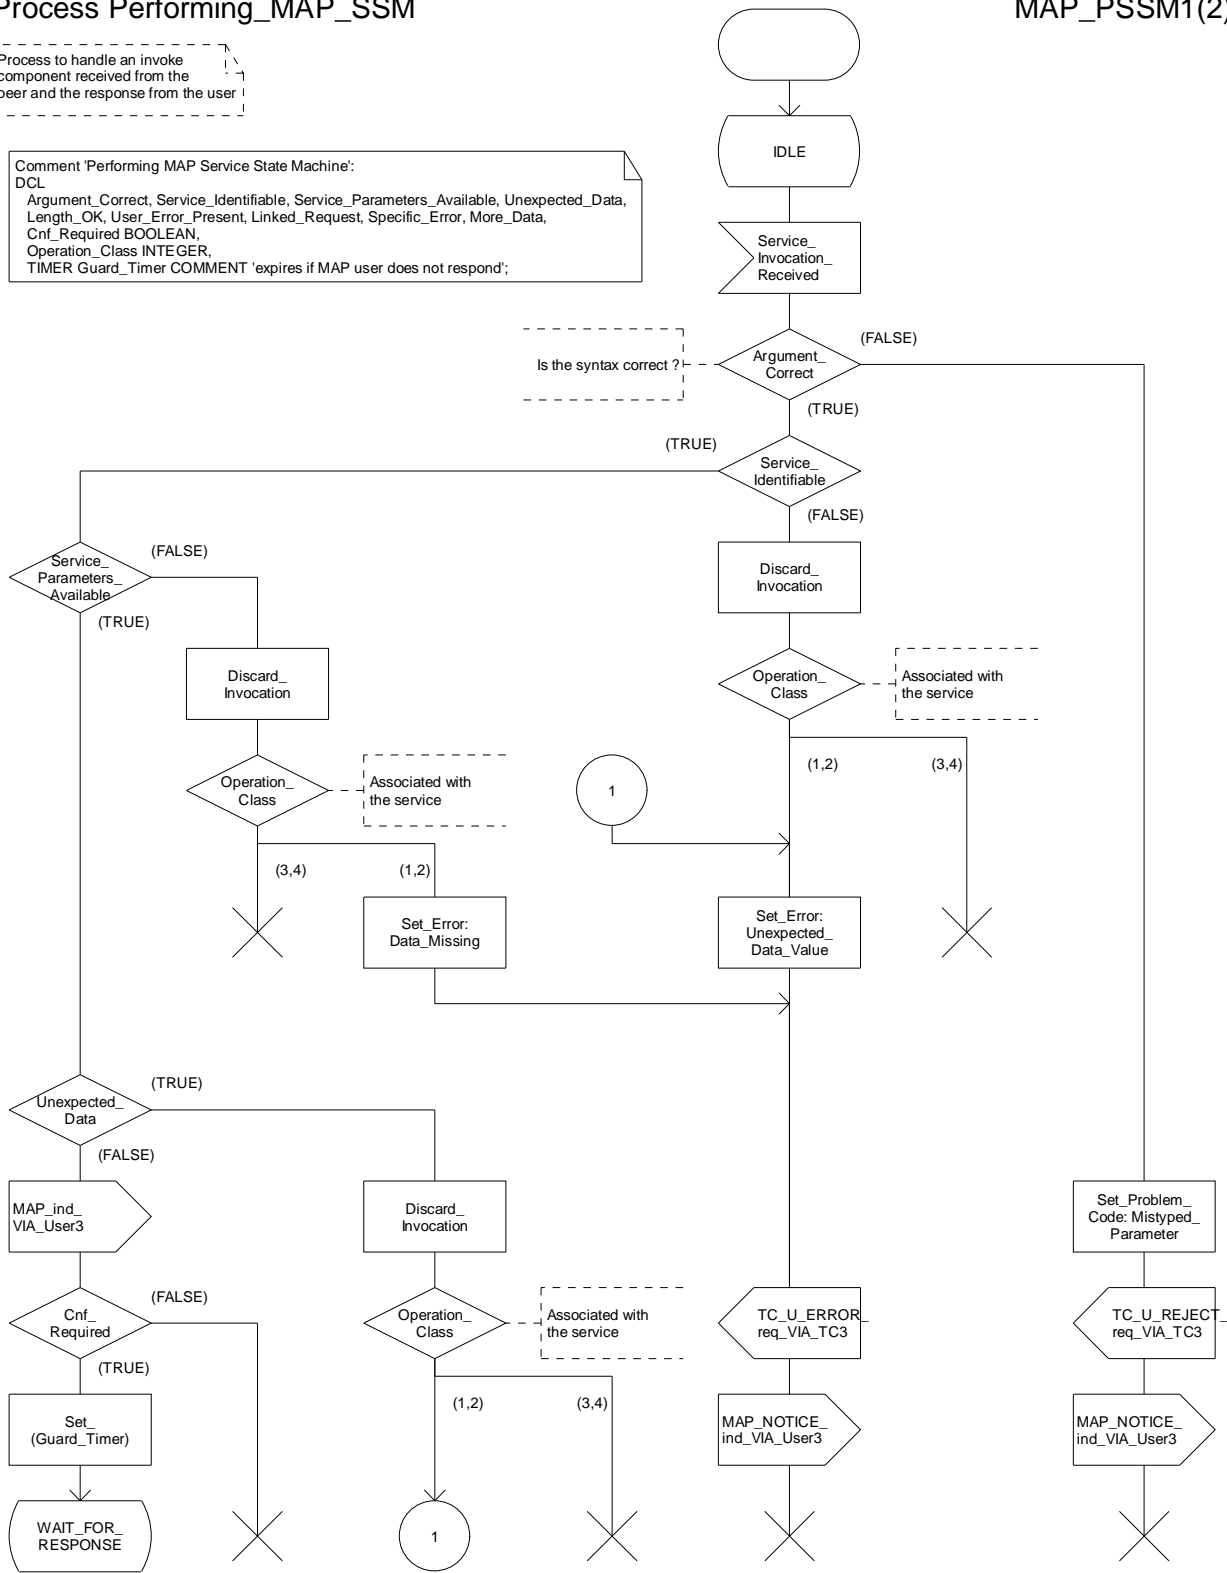 Process Performing_MAP_SSM
MAP_PSSM1(2)
Process to handle an invoke
component received from the
peer and the response from the user
Comment 'Performing MAP Service State Machine':
DCL
Argument_Correct, Service_Identifiable, Service_Parameters_Available, Unexpected_Data,
Length_OK, User_Error_Present, Linked_Request, Specific_Error, More_Data,
Cnf_Required BOOLEAN,
Operation_Class INTEGER,
TIMER Guard_Timer COMMENT 'expires if MAP user does not respond';
IDLE
Service_
Invocation_
Received
Is the syntax correct ?
Argument_
Correct
(FALSE)
(TRUE)
(TRUE)
Service_
Identifiable
(FALSE)
Service_
Parameters_
Available
(FALSE)
(TRUE)
Discard_
Invocation
Discard_
Invocation
Operation_
Class
Associated with
the service
(1,2)
(3,4)
Operation_
Class
Associated with
the service
1
(3,4)
(1,2)
Set_Error:
Data_Missing
Set_Error:
Unexpected_
Data_Value
Unexpected_
Data
(TRUE)
(FALSE)
MAP_ind_
VIA_User3
Discard_
Invocation
Set_Problem_
Code: Mistyped_
Parameter
Cnf_
Required
(FALSE)
(TRUE)
Operation_
Class
Associated with
the service
TC_U_ERROR_
req_VIA_TC3
TC_U_REJECT_
req_VIA_TC3
(1,2)
(3,4)
Set_
(Guard_Timer)
MAP_NOTICE_
ind_VIA_User3
MAP_NOTICE_
ind_VIA_User3
WAIT_FOR_
RESPONSE
1